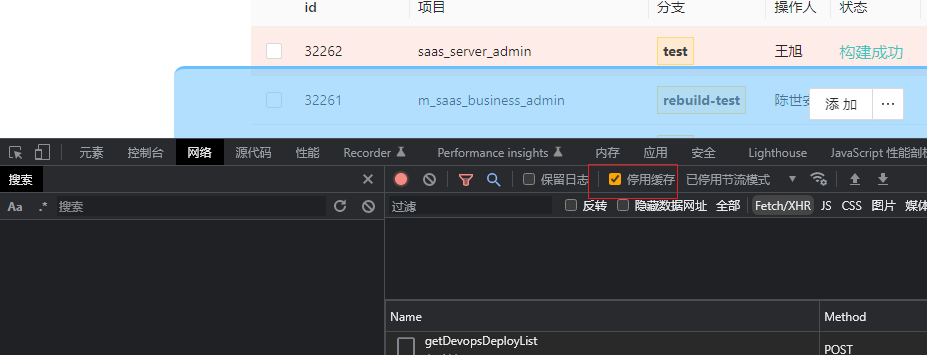 id 项目 分支 操作人 状态
32262 saas_server_admin test 王旭 构建成功
32261 m_saas_business_admin rebuild-test 陈世安 添 加 ···
元素 控制台 网络 源代码 性能 Recorder Performance insights 内存 应用 安全 Lighthouse JavaScript 性能剖析
搜索 保留日志 停用缓存 已停用节流模式
Aa .* 搜索 过滤 反转 隐藏数据网址 全部 Fetch/XHR JS CSS 图片 媒体
Name Method
getDevopsDeployList
POST